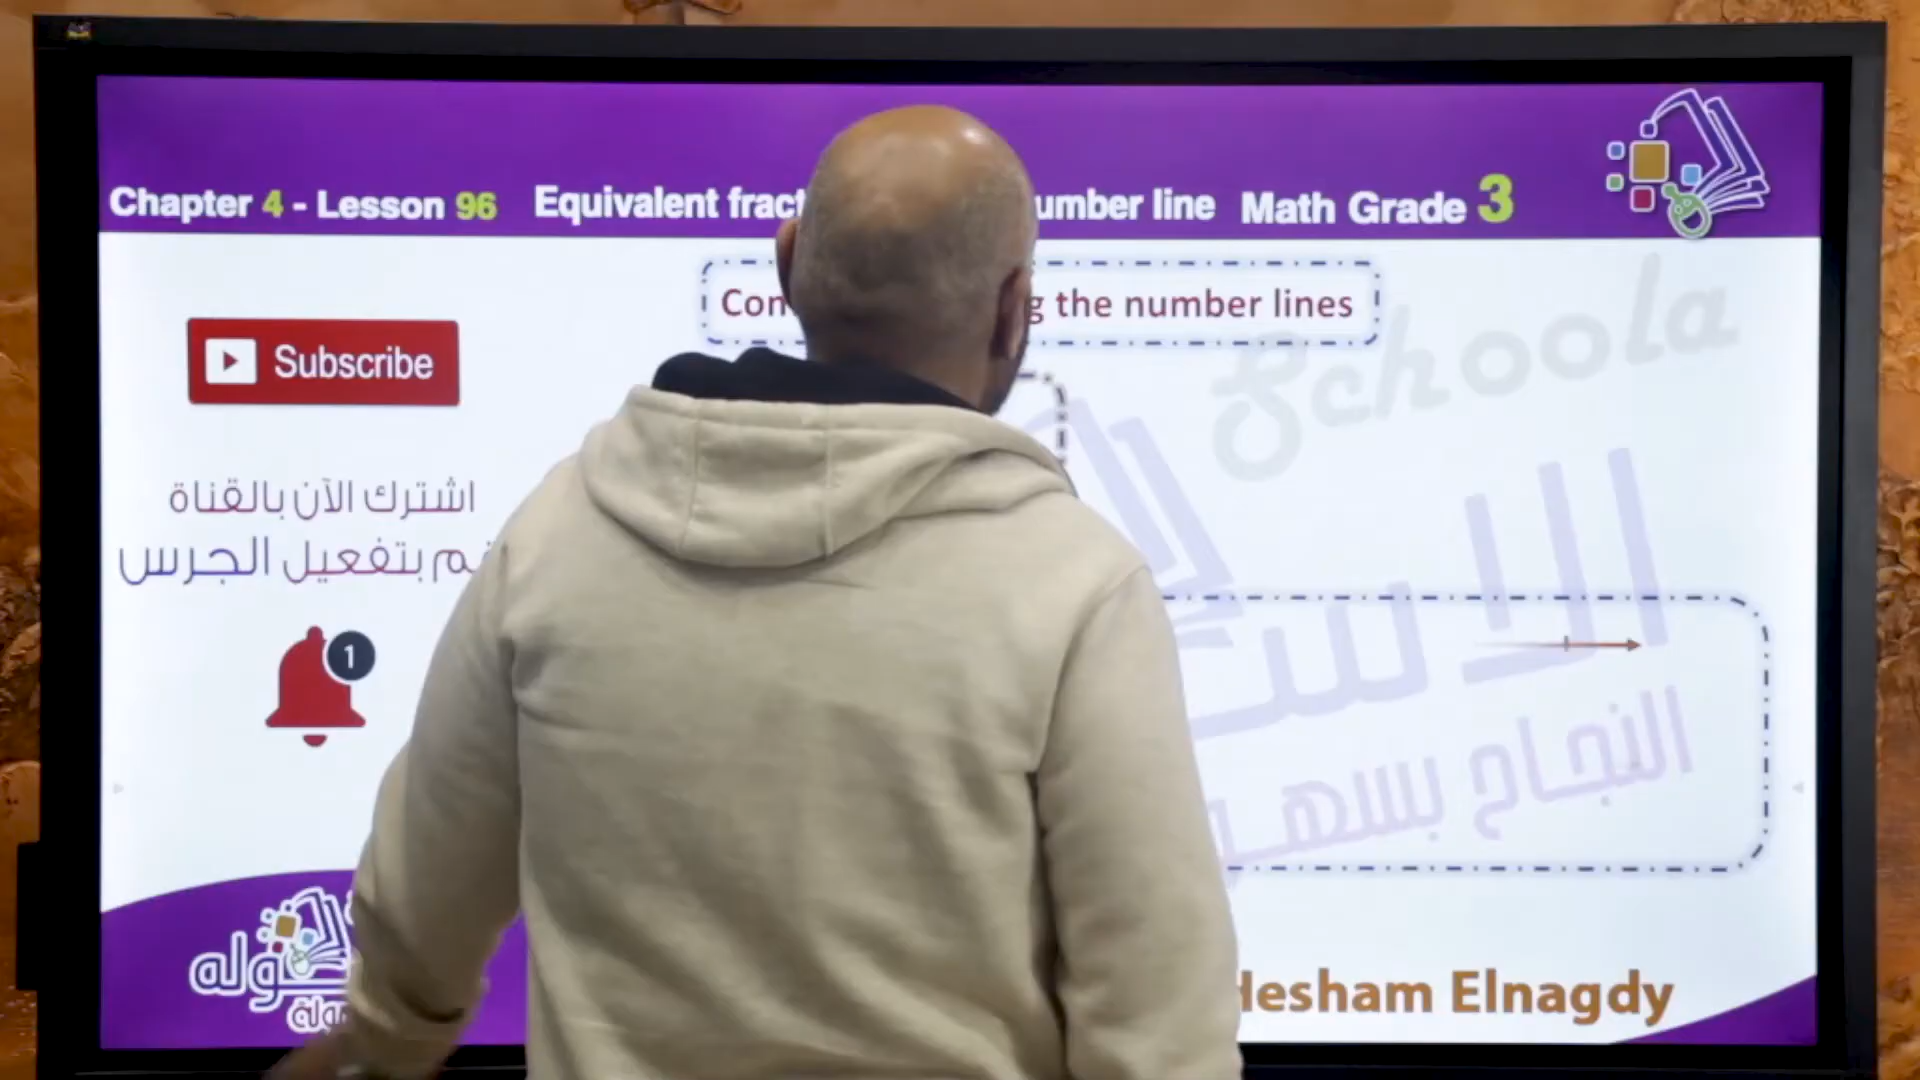 Chapter 4 - Lesson 96 Equivalent fract umber line Math Grade 3
Con g the number lines
Subscribe
Schoola
اشترك الآن بالقناة
م بتفعيل الجرس
1
النجاح بسهو
Hesham Elnagdy